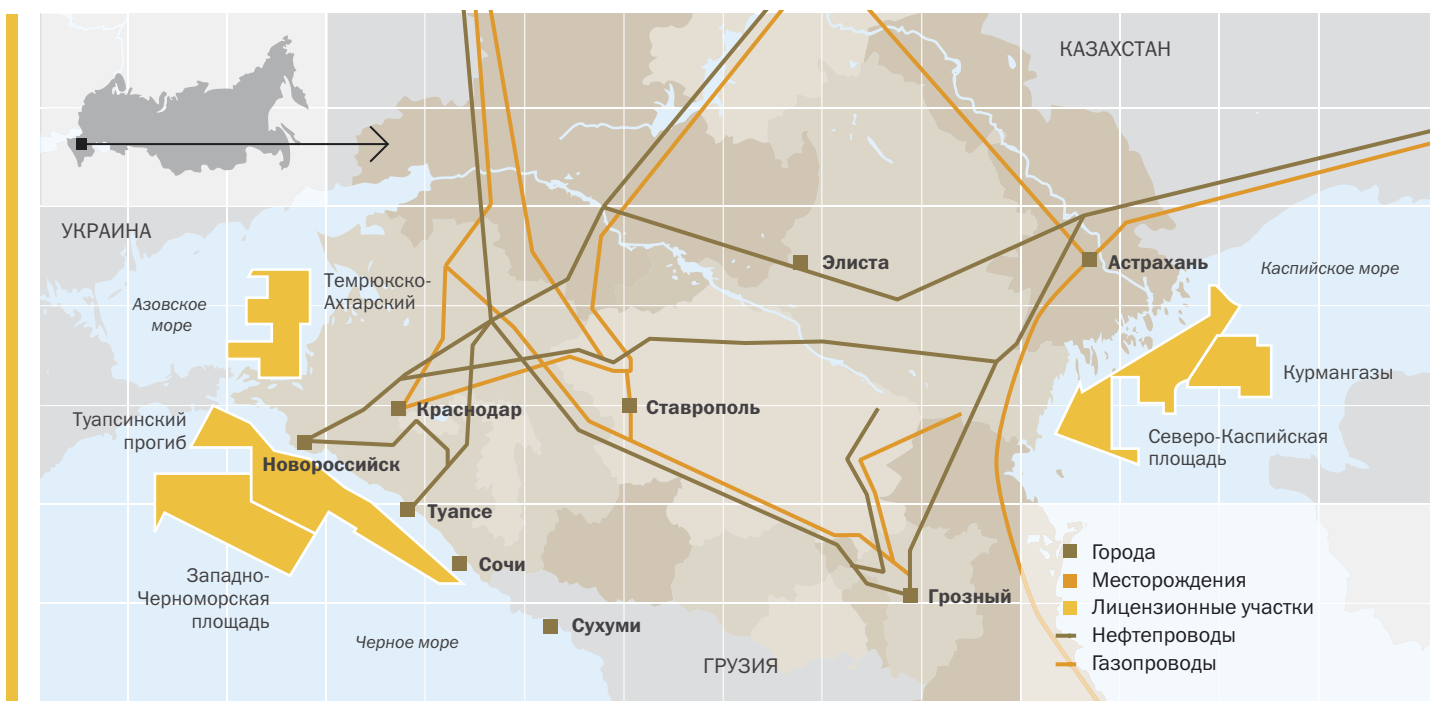 КАЗАХСТАН
УКРАИНА
Азовское
море
Темрюкско-
Ахтарский
Элиста
Астрахань
Каспийское море
Курмангазы
Туапсинский
прогиб
Краснодар
Ставрополь
Северо-Каспийская
площадь
Новороссийск
Туапсе
Сочи
Западно-
Черноморская
площадь
Черное море
Сухуми
ГРУЗИЯ
Грозный
Города
Месторождения
Лицензионные участки
Нефтепроводы
Газопроводы